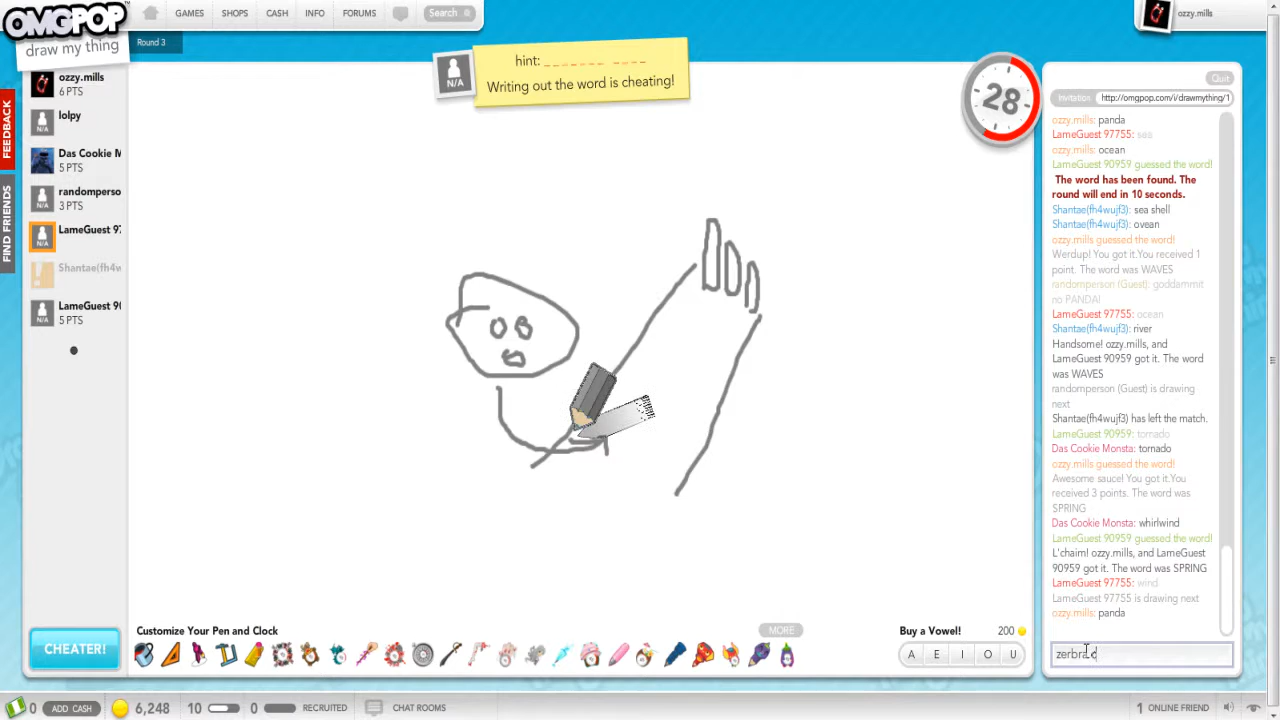 OMGPOP
GAMES
SHOPS
CASH
INFO
FORUMS
Search
ozzy.mills
draw my thing
Round 3
FEEDBACK
FIND FRIENDS
ozzy.mills
6 PTS
N/A
lolpy
Das Cookie M
5 PTS
N/A
randomperso
3 PTS
N/A
LameGuest 97
Shantae(fh4w
N/A
LameGuest 90
5 PTS
CHEATER!
N/A
hint: _ _ _ _ _ _ _ _ _ _ _
Writing out the word is cheating!
28
Quit
Invitation
http://omgpop.com/i/drawmything/1
ozzy.mills: panda
LameGuest 97755: sea
ozzy.mills: ocean
LameGuest 90959 guessed the word!
The word has been found. The
round will end in 10 seconds.
Shantae(fh4wujf3): sea shell
Shantae(fh4wujf3): ovean
ozzy.mills guessed the word!
Werdup! You got it.You received 1
point. The word was WAVES
randomperson (Guest): goddammit
no PANDA!
LameGuest 97755: ocean
Shantae(fh4wujf3): river
Handsome! ozzy.mills, and
LameGuest 90959 got it. The word
was WAVES
randomperson (Guest) is drawing
next
Shantae(fh4wujf3) has left the match.
LameGuest 90959: tornado
Das Cookie Monsta: tornado
ozzy.mills guessed the word!
Awesome sauce! You got it.You
received 3 points. The word was
SPRING
Das Cookie Monsta: whirlwind
LameGuest 90959 guessed the word!
L'chaim! ozzy.mills, and LameGuest
90959 got it. The word was SPRING
LameGuest 97755: wind
LameGuest 97755 is drawing next
ozzy.mills: panda
zerbra c
Customize Your Pen and Clock
MORE
Buy a Vowel!
200
A E I O U
0
ADD CASH
6,248
10
0
RECRUITED
CHAT ROOMS
1 ONLINE FRIEND